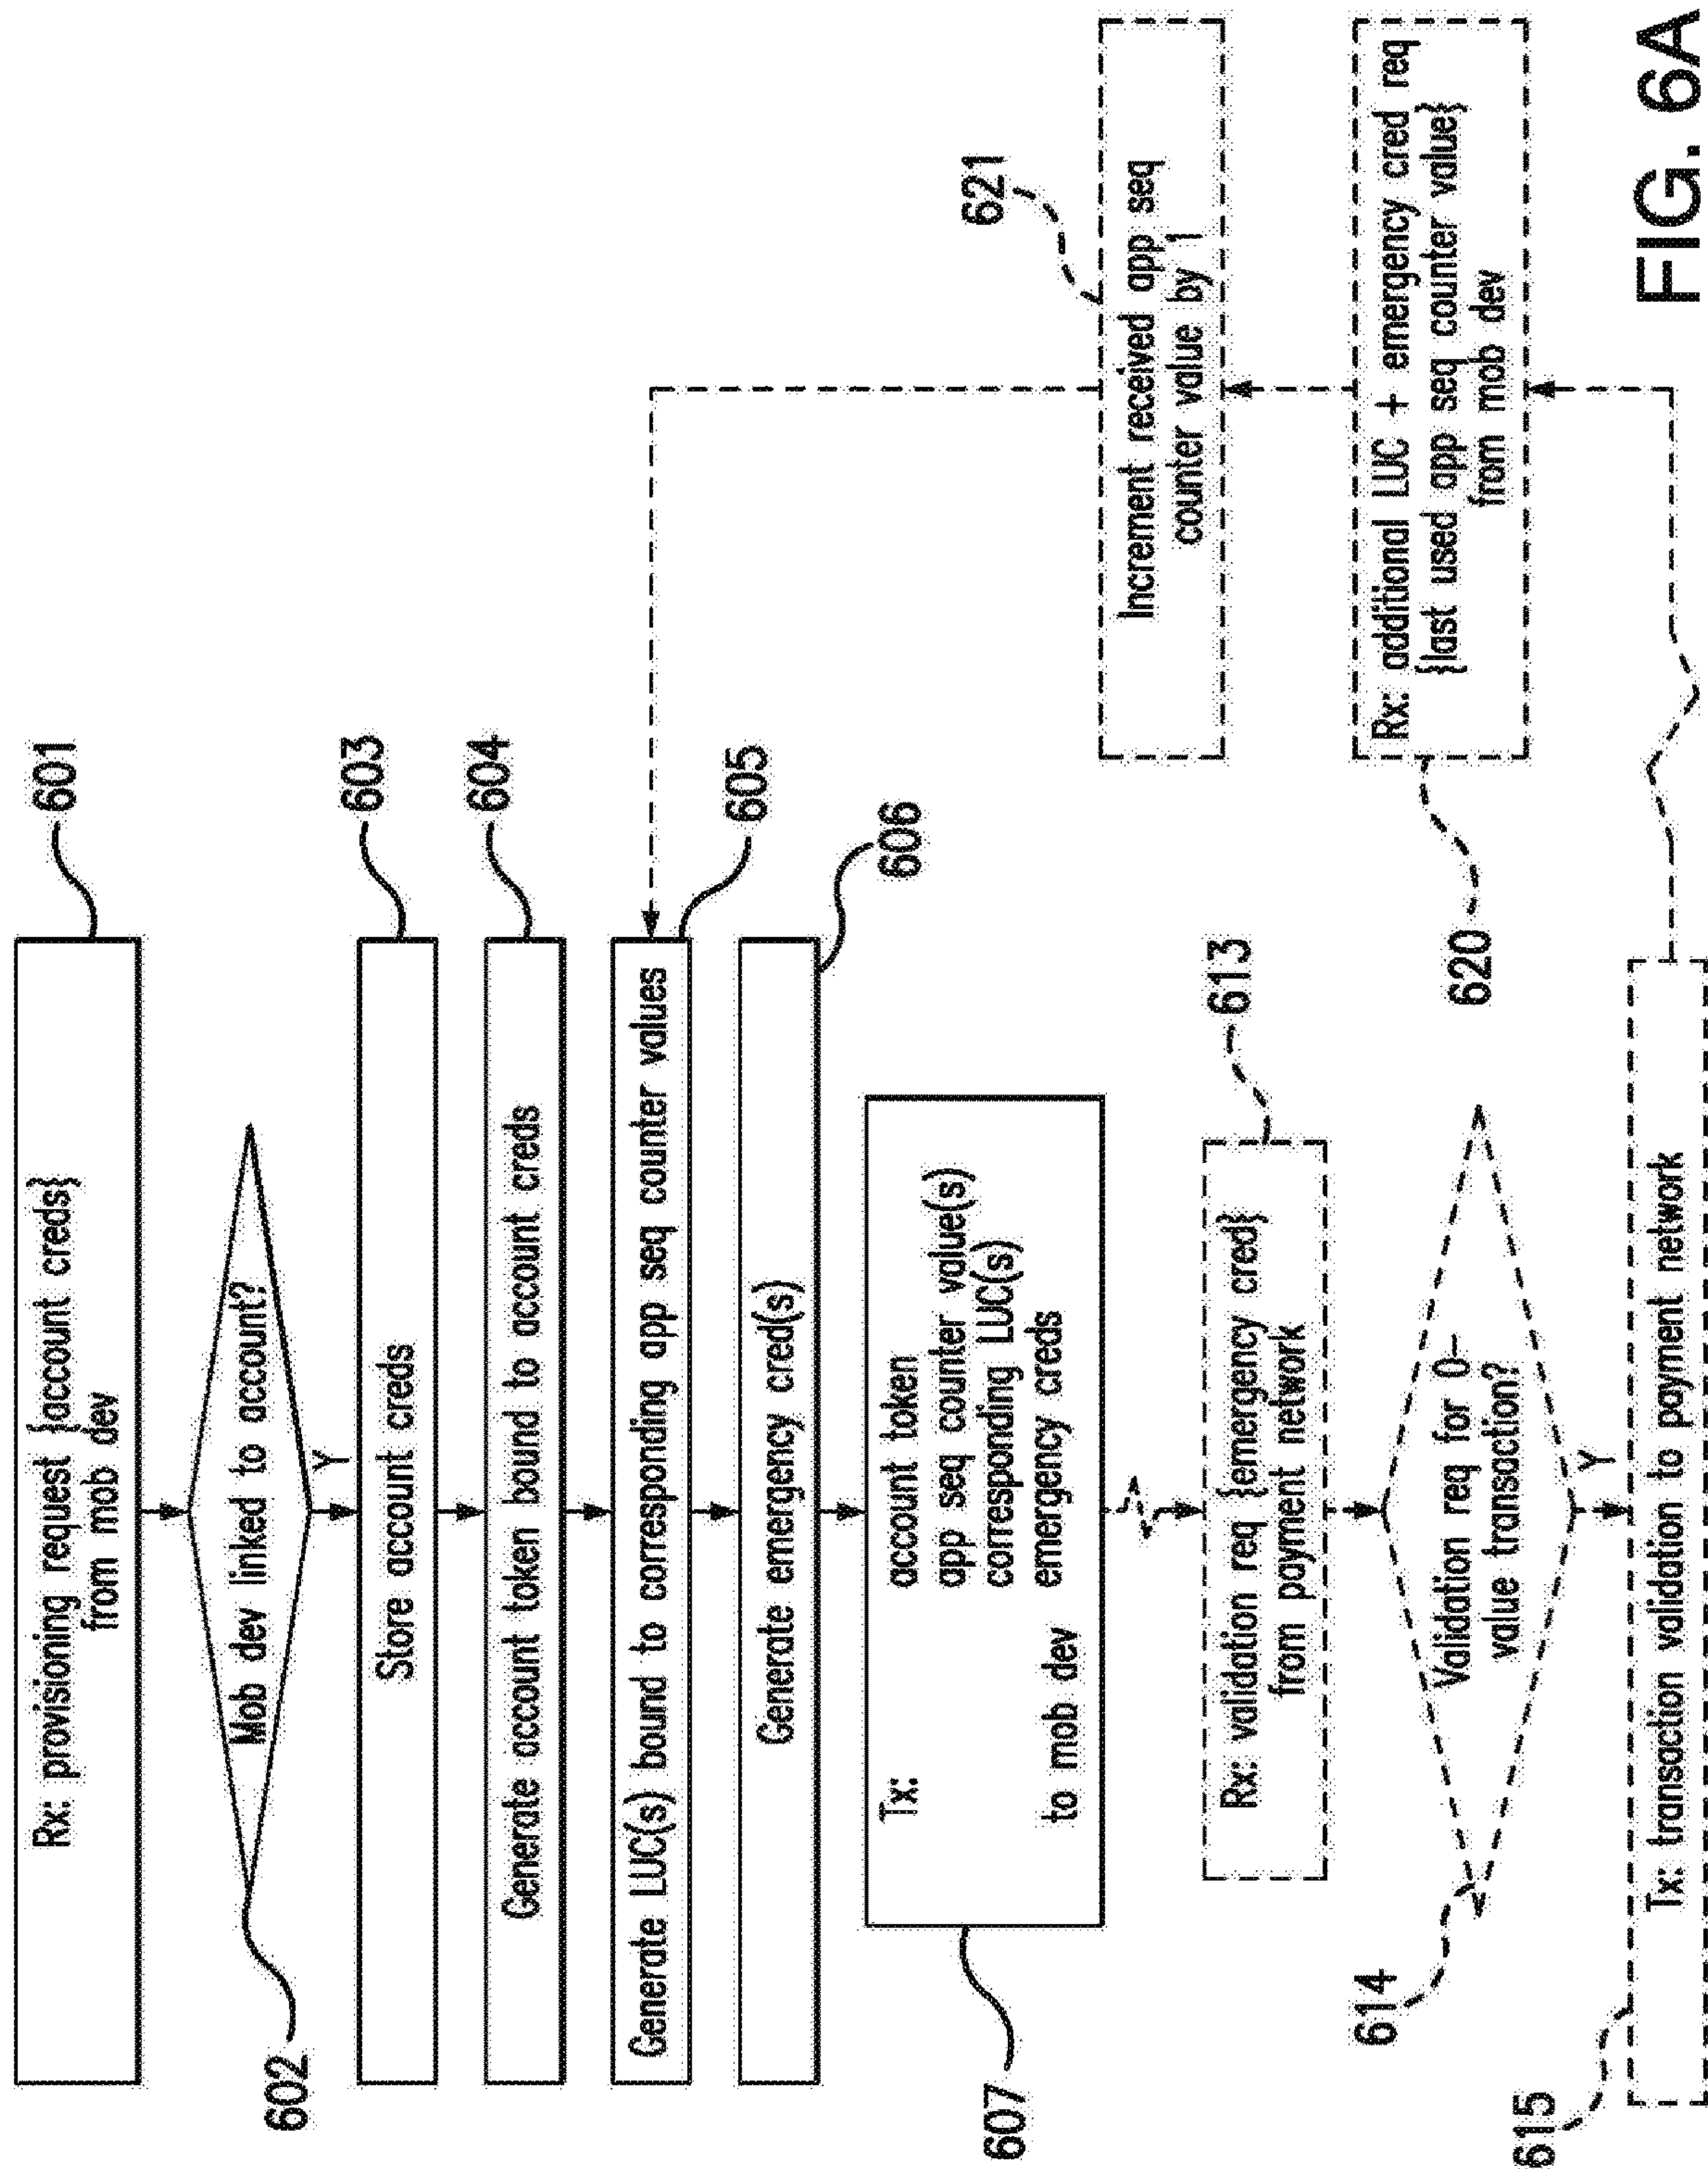 601
Rx: provisioning request {account creds}
from mob dev
602
Mob dev linked to account?
Y
603
Store account creds
604
Generate account token bound to account creds
605
Generate LUC(s) bound to corresponding app seq counter values
606
Generate emergency cred(s)
607
Tx:
account token
app seq counter value(s)
corresponding LUC(s)
emergency creds
to mob dev
613
Rx: validation req {emergency cred}
from payment network
614
Validation req for 0-
value transaction?
Y
615
Tx: transaction validation to payment network
621
Increment received app seq
counter value by 1
620
Rx: additional LUC + emergency cred req
{last used app seq counter value}
from mob dev
FIG. 6A